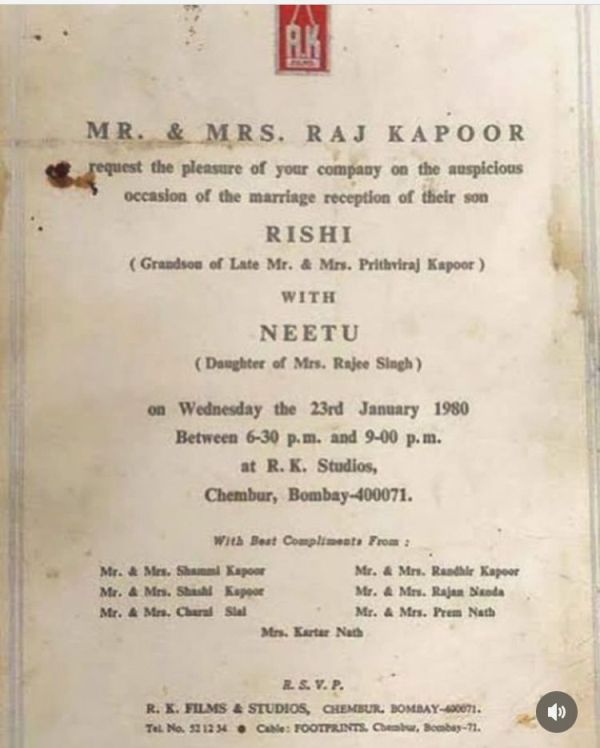 R.K
FILMS
MR. & MRS. RAJ KAPOOR
request the pleasure of your company on the auspicious
occasion of the marriage reception of their son
RISHI
( Grandson of Late Mr. & Mrs. Prithviraj Kapoor )
WITH
NEETU
( Daughter of Mrs. Rajee Singh )
on Wednesday the 23rd January 1980
Between 6-30 p.m. and 9-00 p.m.
at R. K. Studios,
Chembur, Bombay-400071.
With Best Compliments From :
Mr. & Mrs. Shammi Kapoor
Mr. & Mrs. Randhir Kapoor
Mr. & Mrs. Shashi Kapoor
Mr. & Mrs. Rajan Nanda
Mr. & Mrs. Charni Sial
Mr. & Mrs. Prem Nath
Mrs. Kartar Nath
R. S. V. P.
R. K. FILMS & STUDIOS, CHEMBUR, BOMBAY-400071.
Tel. No. 52 12 34 ● Cable: FOOTPRINTS, Chembur, Bombay-71.